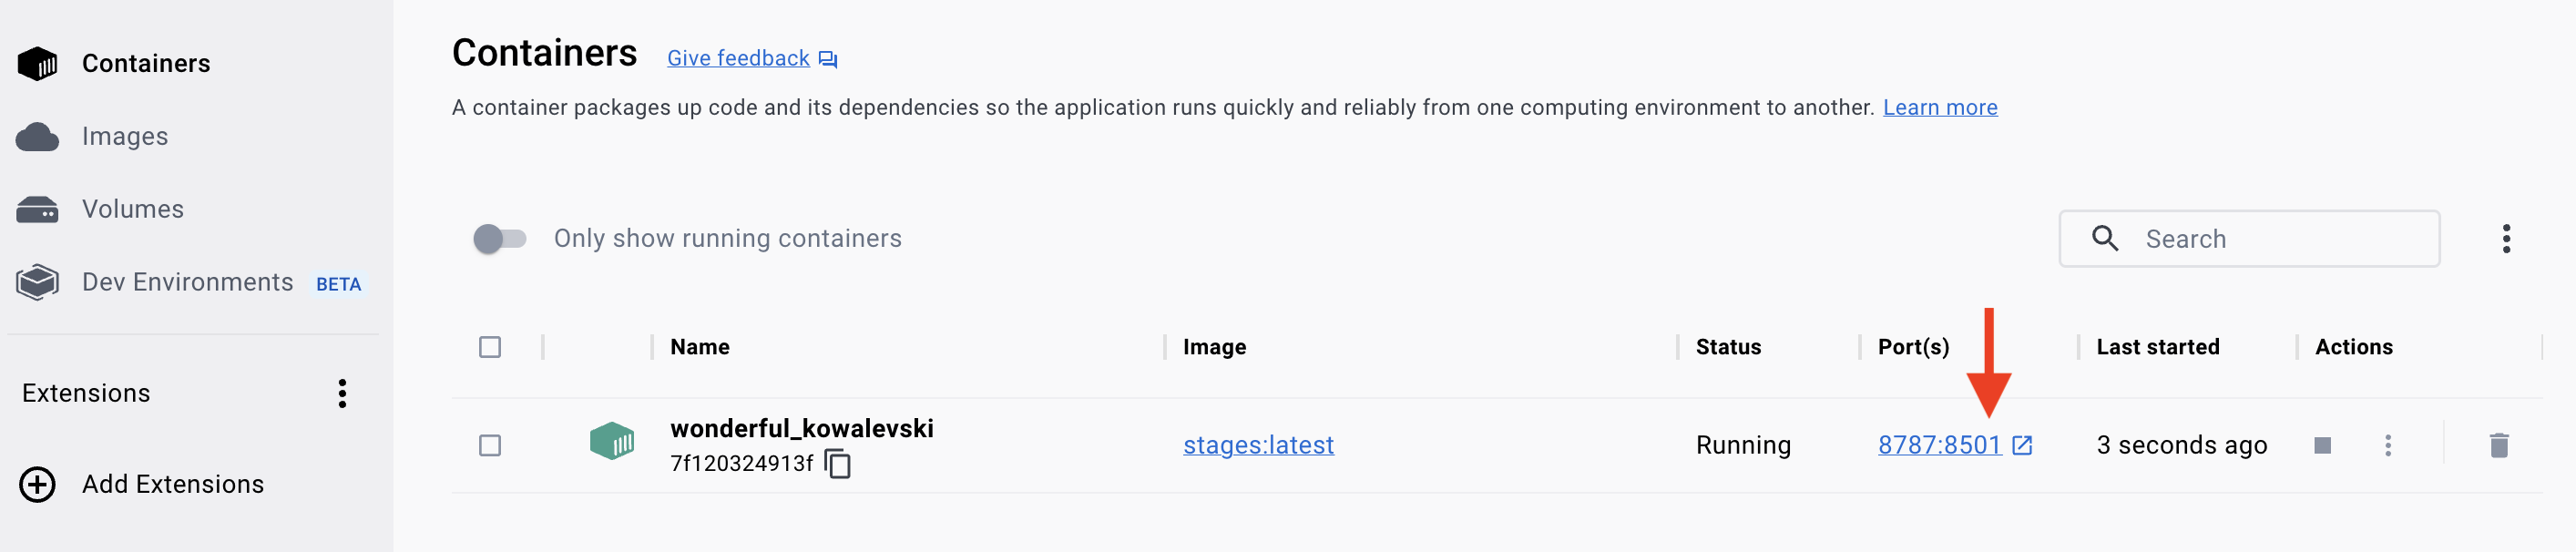 Containers
Images
Volumes
Dev Environments BETA
Extensions
Add Extensions
Containers Give feedback
A container packages up code and its dependencies so the application runs quickly and reliably from one computing environment to another. Learn more
Only show running containers
Search
Name Image Status Port(s) Last started Actions
wonderful_kowalevski
7f120324913f
stages:latest Running 8787:8501 3 seconds ago